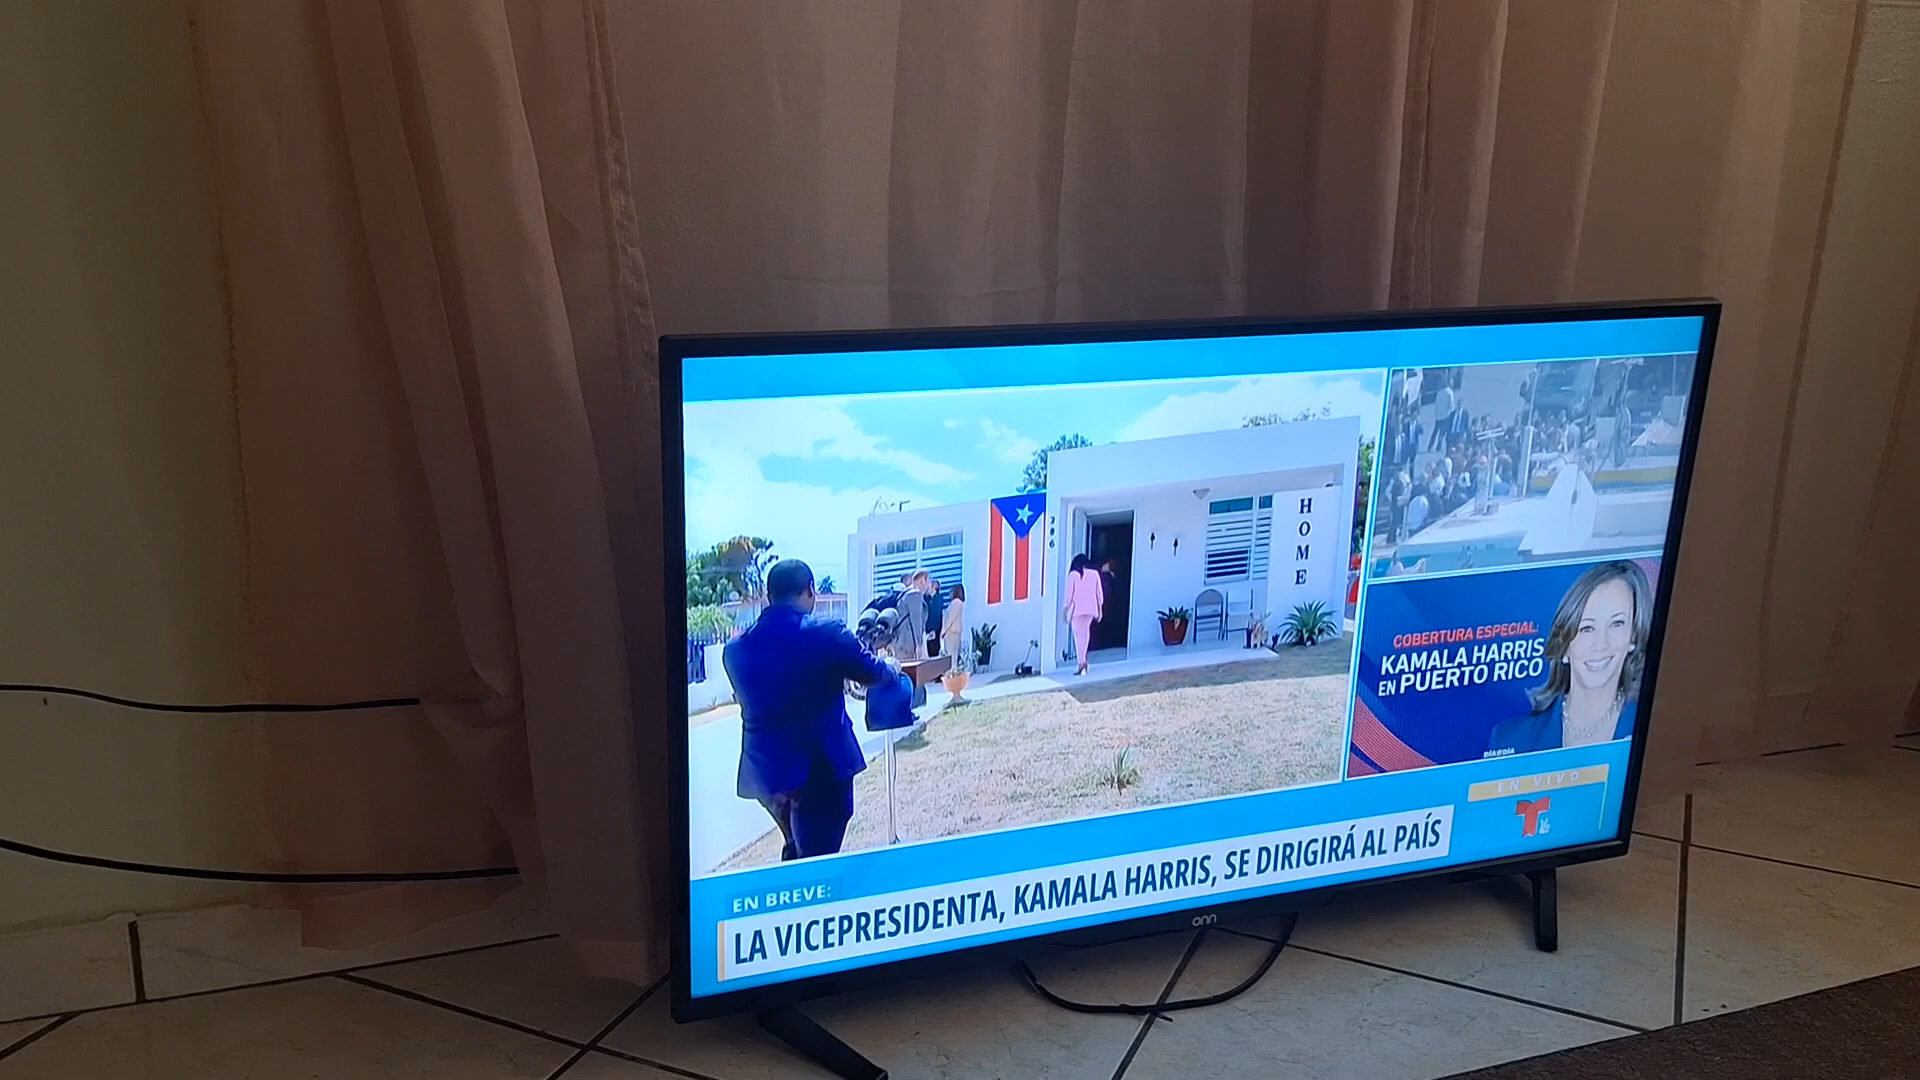 386
HOME
COBERTURA ESPECIAL:
KAMALA HARRIS
EN PUERTO RICO
DÍA A DÍA
EN VIVO
EN BREVE:
LA VICEPRESIDENTA, KAMALA HARRIS, SE DIRIGIRÁ AL PAÍS
onn